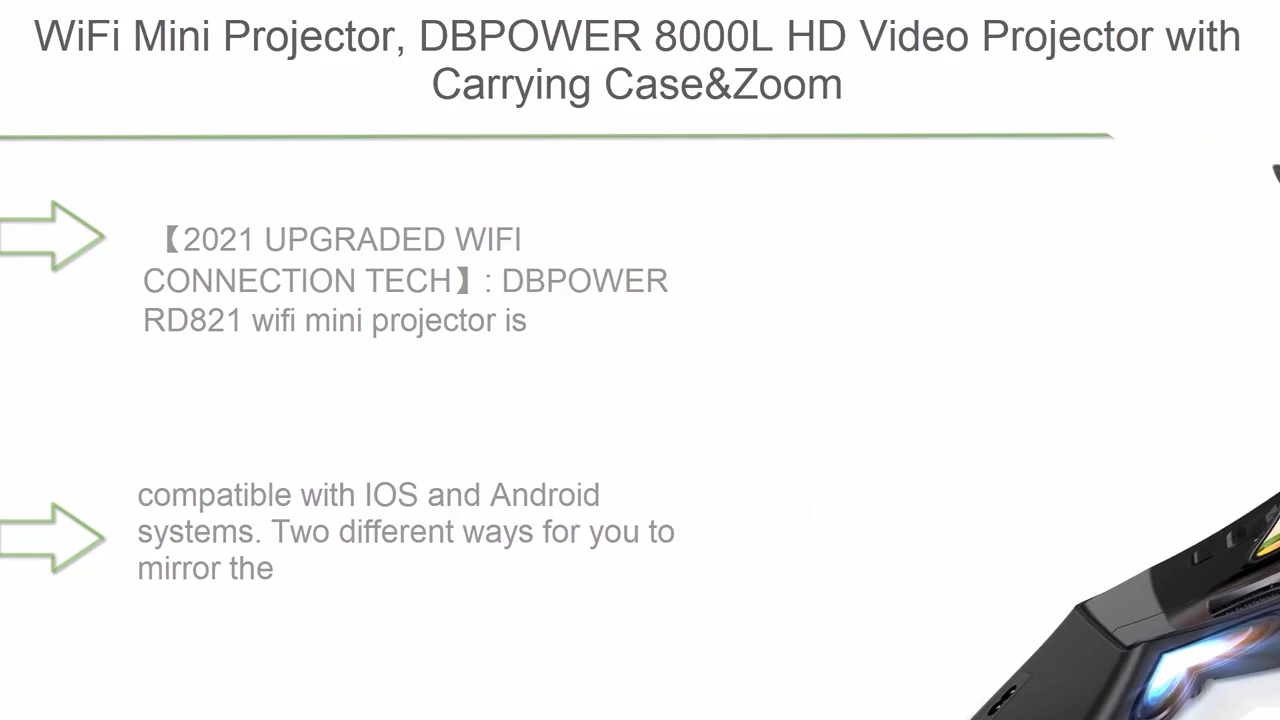 WiFi Mini Projector, DBPOWER 8000L HD Video Projector with
Carrying Case&Zoom
【2021 UPGRADED WIFI
CONNECTION TECH】: DBPOWER
RD821 wifi mini projector is
compatible with IOS and Android
systems. Two different ways for you to
mirror the